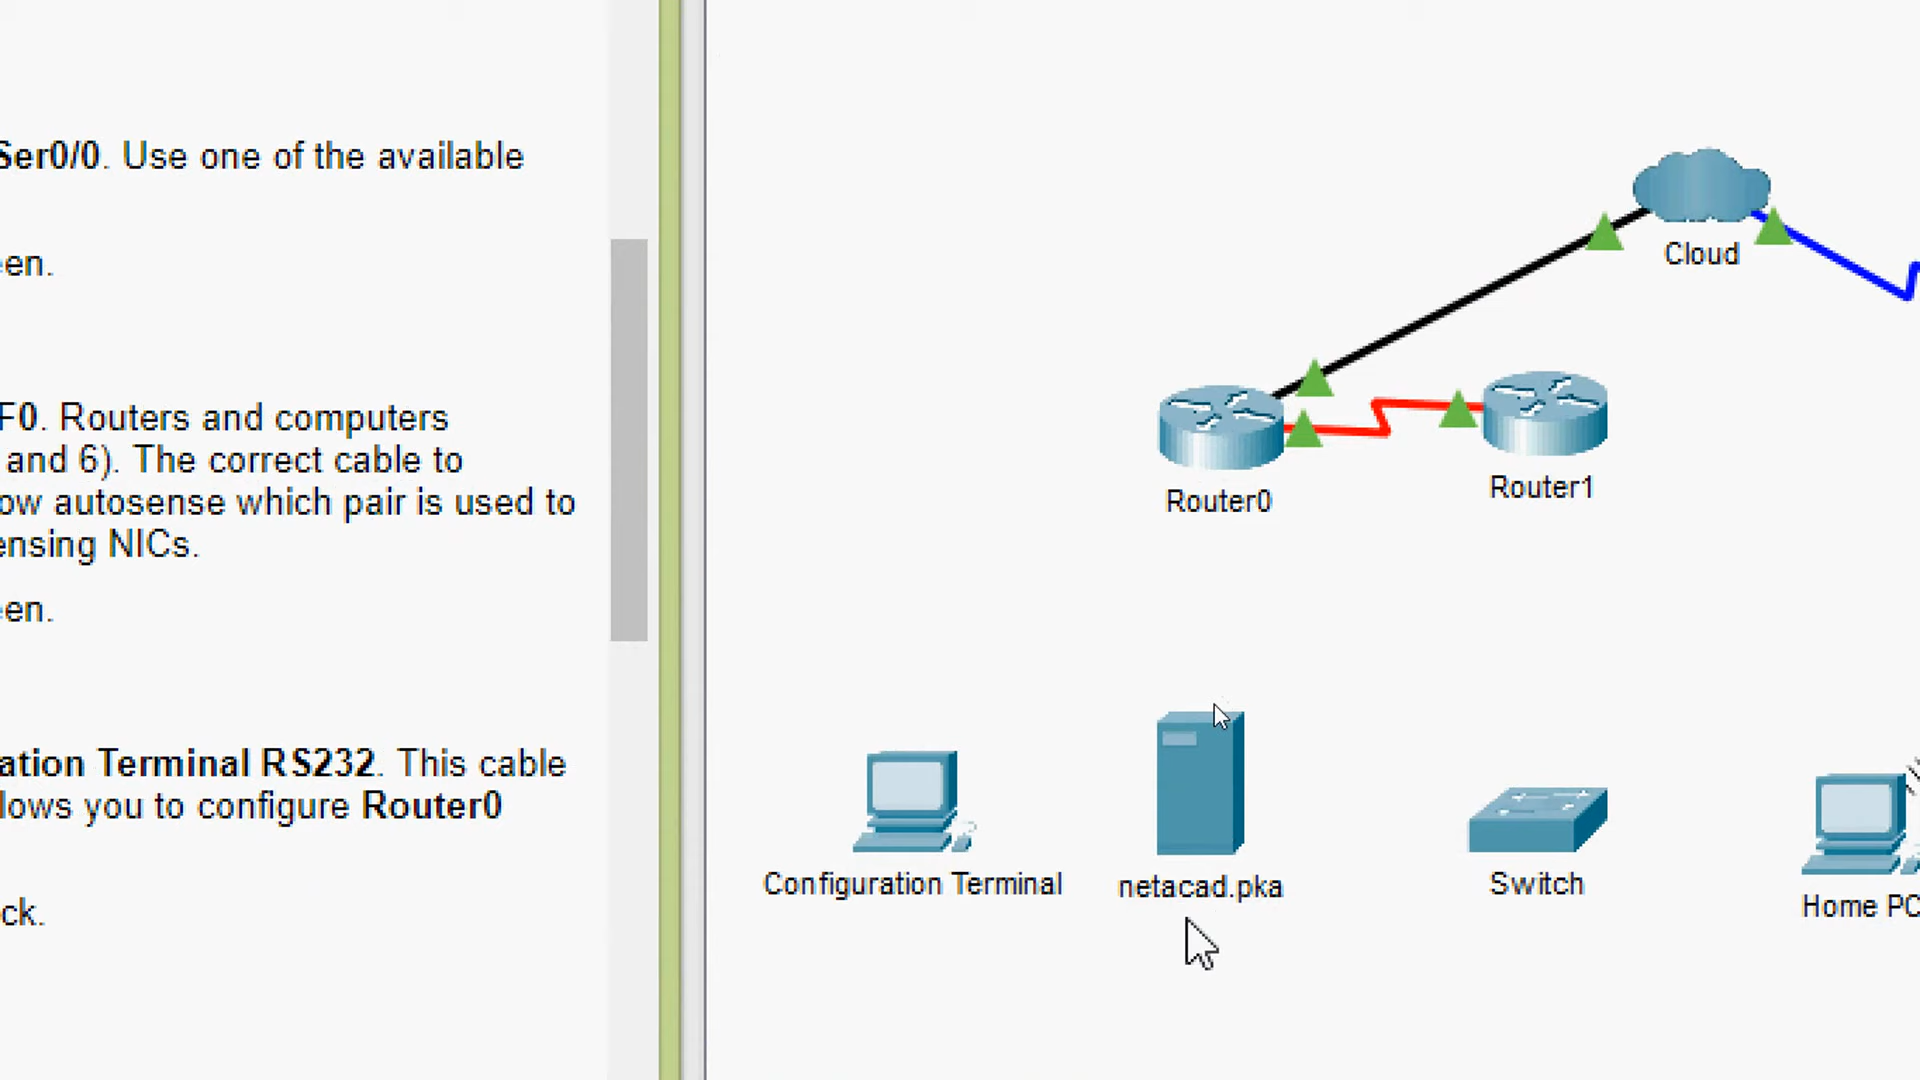 Ser0/0. Use one of the available
en.
F0. Routers and computers
and 6). The correct cable to
ow autosense which pair is used to
ensing NICs.
en.
ation Terminal RS232. This cable
lows you to configure Router0
ck.
Cloud
Router0
Router1
Configuration Terminal
netacad.pka
Switch
Home PC